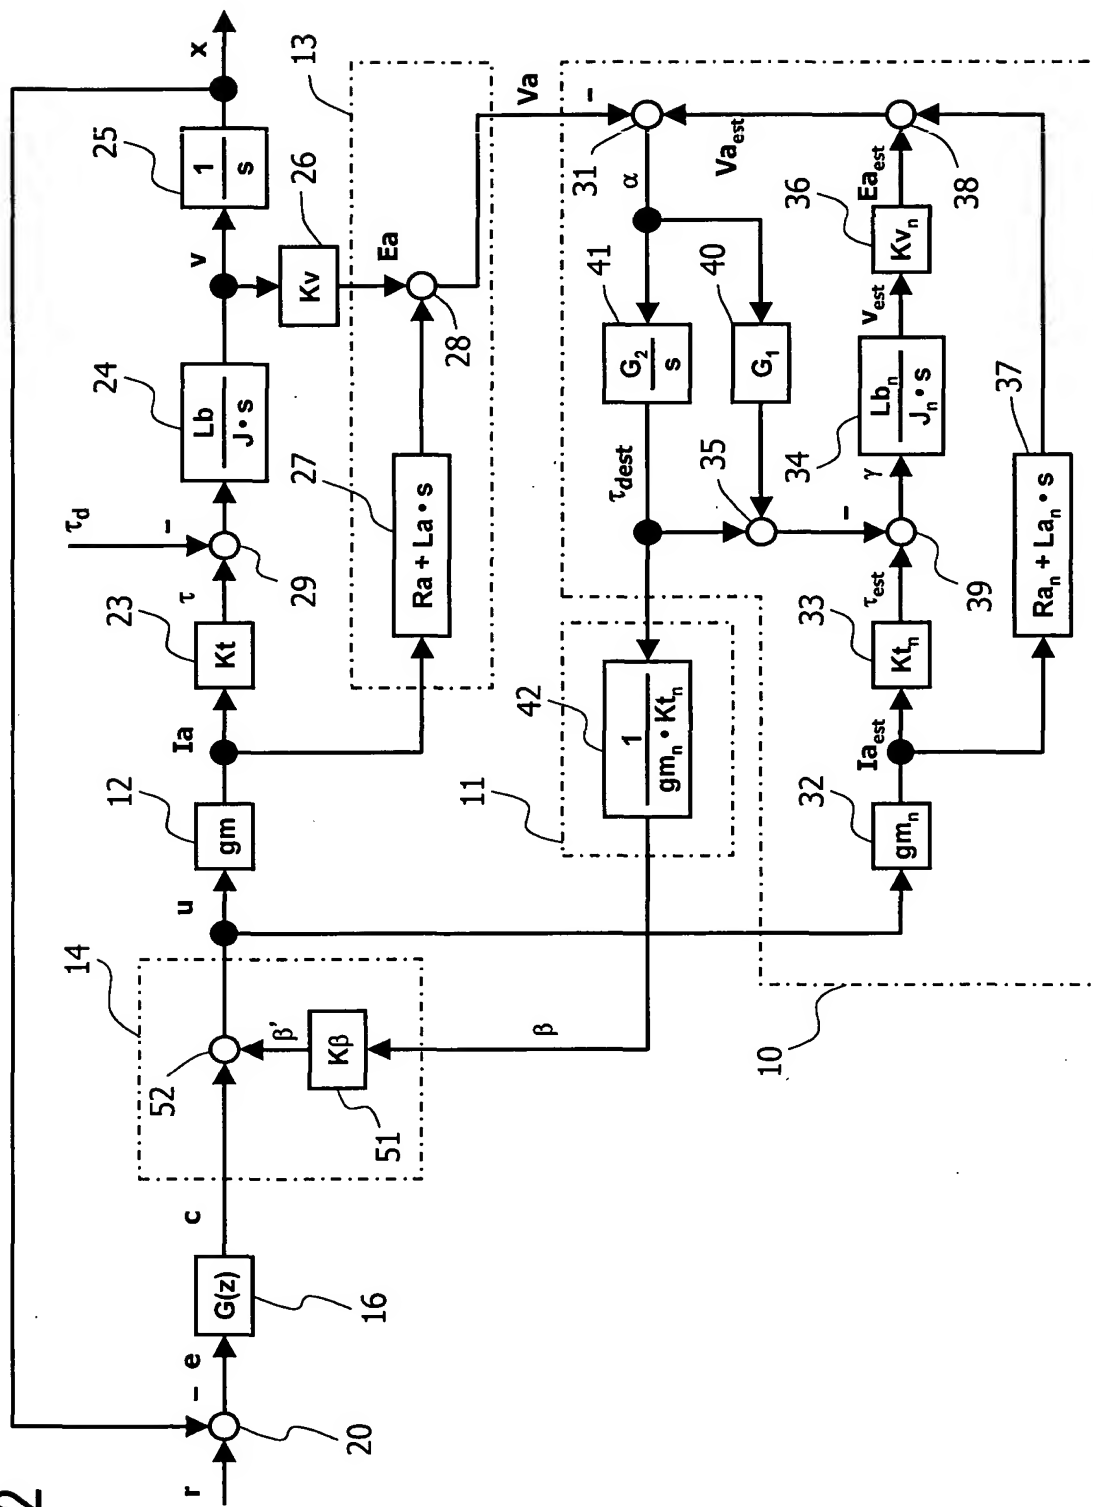 2
r
−
e
20
G(z)
16
c
14
52
β'
Kβ
51
β
u
gm
12
Ia
Kt
23
τ
τd
−
29
Lb
J • s
24
v
1
s
25
x
Kv
26
13
Ea
28
Ra + La • s
27
Va
−
31
α
Vaest
G2
s
41
G1
40
τdest
35
−
11
1
gmn • Ktn
42
10
gmn
32
Iaest
Ktn
33
τest
39
γ
Lbn
Jn • s
34
vest
Kvn
36
Eaest
38
Ran + Lan • s
37